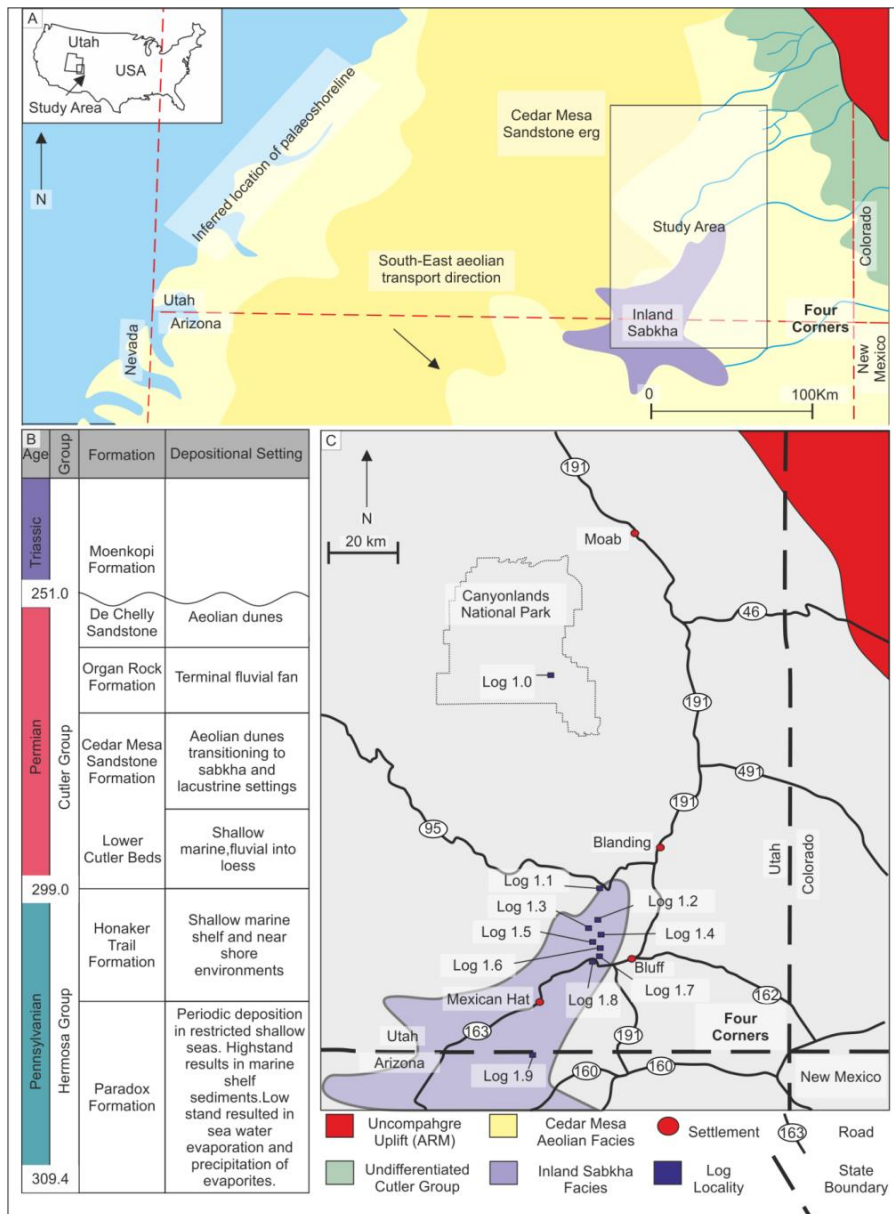 A
Utah
USA
Study Area
N
Inferred location of palaeoshoreline
Cedar Mesa
Sandstone erg
Study Area
Colorado
South-East aeolian
transport direction
Utah
Arizona
Nevada
Inland
Sabkha
Four
Corners
New
Mexico
0
100Km
B
Age
Group
Formation
Depositional Setting
Triassic
Moenkopi
Formation
251.0
Permian
Cutler Group
De Chelly
Sandstone
Aeolian dunes
Organ Rock
Formation
Terminal fluvial fan
Cedar Mesa
Sandstone
Formation
Aeolian dunes
transitioning to
sabkha and
lacustrine settings
Lower
Cutler Beds
Shallow
marine,fluvial into
loess
299.0
Pennsylvanian
Hermosa Group
Honaker
Trail
Formation
Shallow marine
shelf and near
shore
environments
Paradox
Formation
Periodic deposition
in restricted shallow
seas. Highstand
results in marine
shelf
sediments.Low
stand resulted in
sea water
evaporation and
precipitation of
evaporites.
309.4
C
191
N
20 km
Moab
Canyonlands
National Park
46
Log 1.0
191
491
95
191
Blanding
Utah
Colorado
Log 1.1
Log 1.2
Log 1.3
Log 1.5
Log 1.4
Log 1.6
Bluff
Log 1.7
Mexican Hat
Log 1.8
162
163
191
Four
Corners
Utah
Arizona
Log 1.9
160
160
New Mexico
Uncompahgre
Uplift (ARM)
Cedar Mesa
Aeolian Facies
Settlement
163
Road
Undifferentiated
Cutler Group
Inland Sabkha
Facies
Log
Locality
State
Boundary